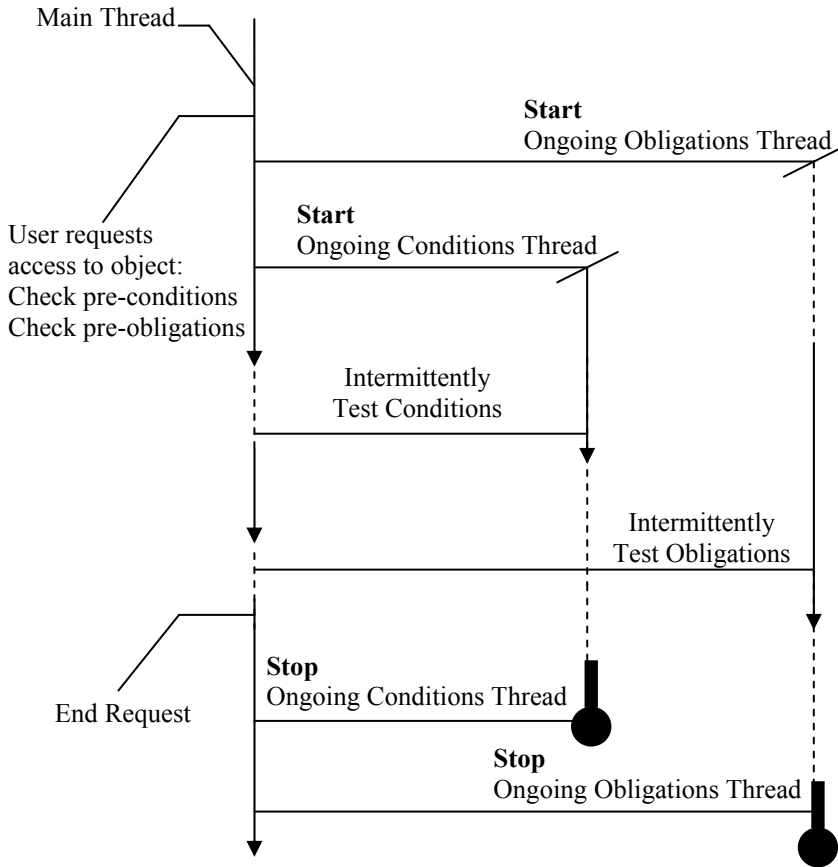 Main Thread
Start
Ongoing Obligations Thread
Start
Ongoing Conditions Thread
User requests
access to object:
Check pre-conditions
Check pre-obligations
Intermittently
Test Conditions
Intermittently
Test Obligations
Stop
Ongoing Conditions Thread
End Request
Stop
Ongoing Obligations Thread